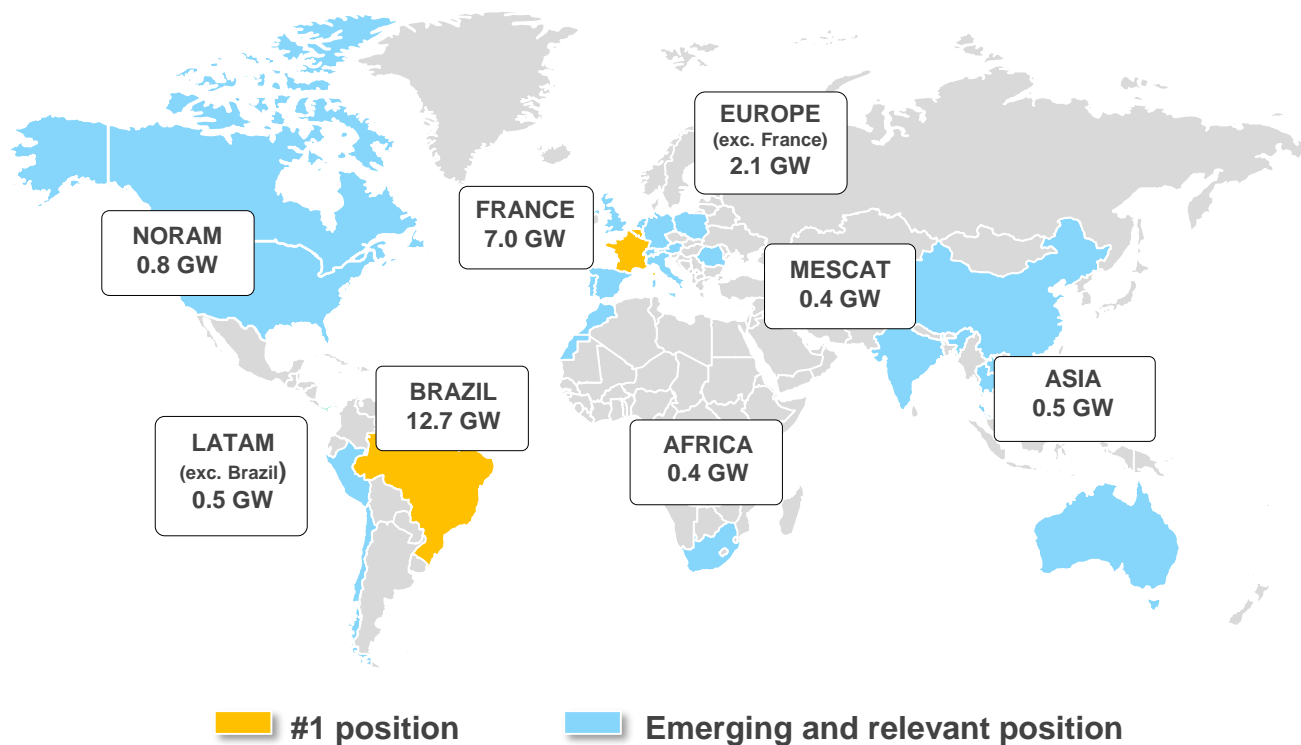 EUROPE
(exc. France)
2.1 GW
FRANCE
7.0 GW
NORAM
0.8 GW
MESCAT
0.4 GW
ASIA
0.5 GW
BRAZIL
12.7 GW
LATAM
(exc. Brazil)
0.5 GW
AFRICA
0.4 GW
#1 position
Emerging and relevant position